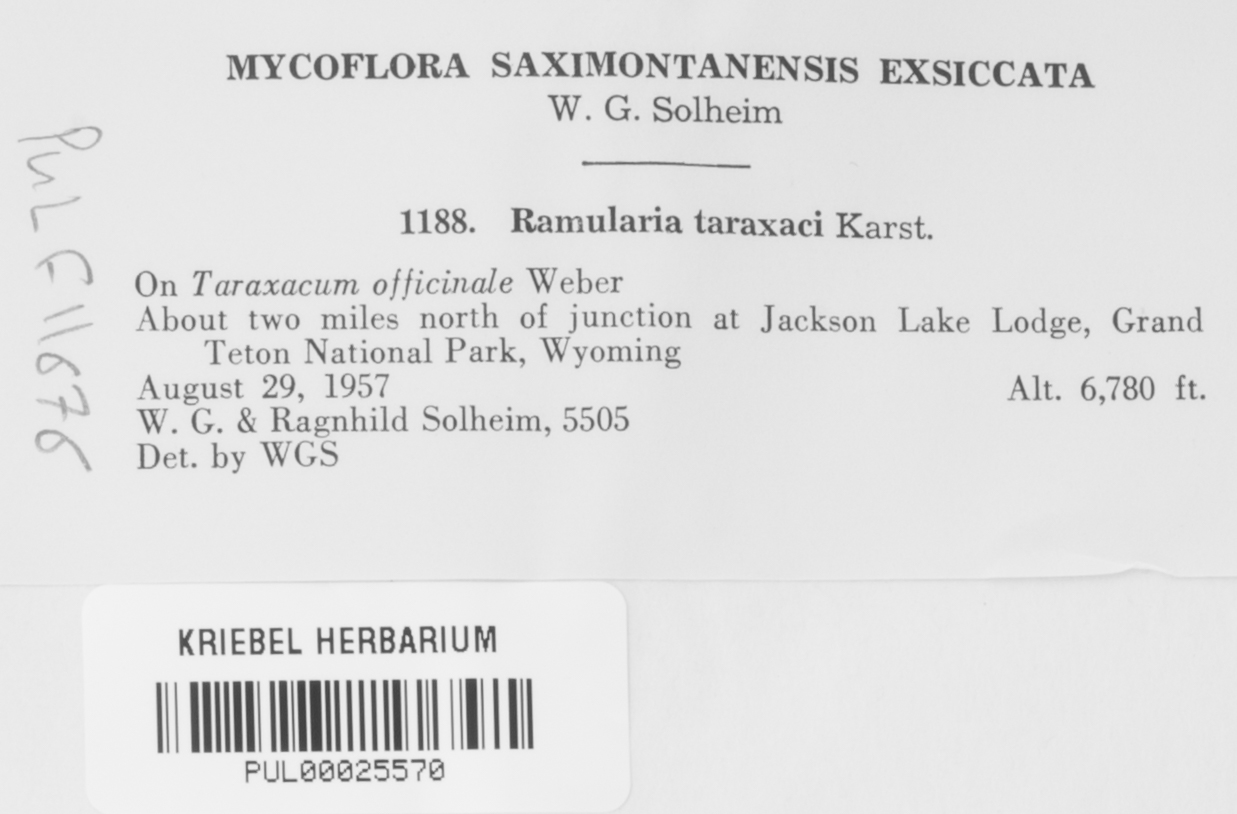 MYCOFLORA SAXIMONTANENSIS EXSICCATA
W. G. Solheim
1188. Ramularia taraxaci Karst.
On Taraxacum officinale Weber
About two miles north of junction at Jackson Lake Lodge, Grand
Teton National Park, Wyoming
August 29, 1957 Alt. 6,780 ft.
W. G. & Ragnhild Solheim, 5505
Det. by WGS
PUL F11676
KRIEBEL HERBARIUM
PUL00025570